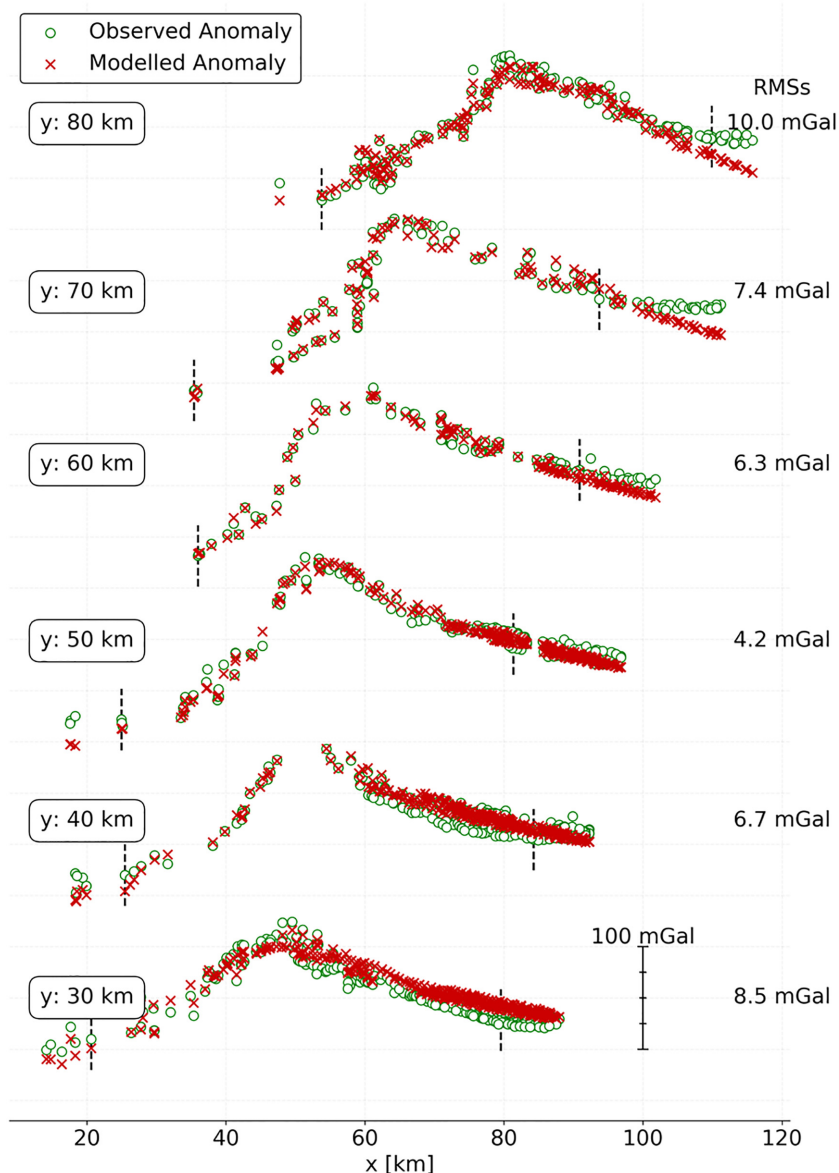 Observed Anomaly
Modelled Anomaly
RMSs
y: 80 km
10.0 mGal
y: 70 km
7.4 mGal
y: 60 km
6.3 mGal
y: 50 km
4.2 mGal
y: 40 km
6.7 mGal
100 mGal
y: 30 km
8.5 mGal
20 40 60 80 100 120
x [km]